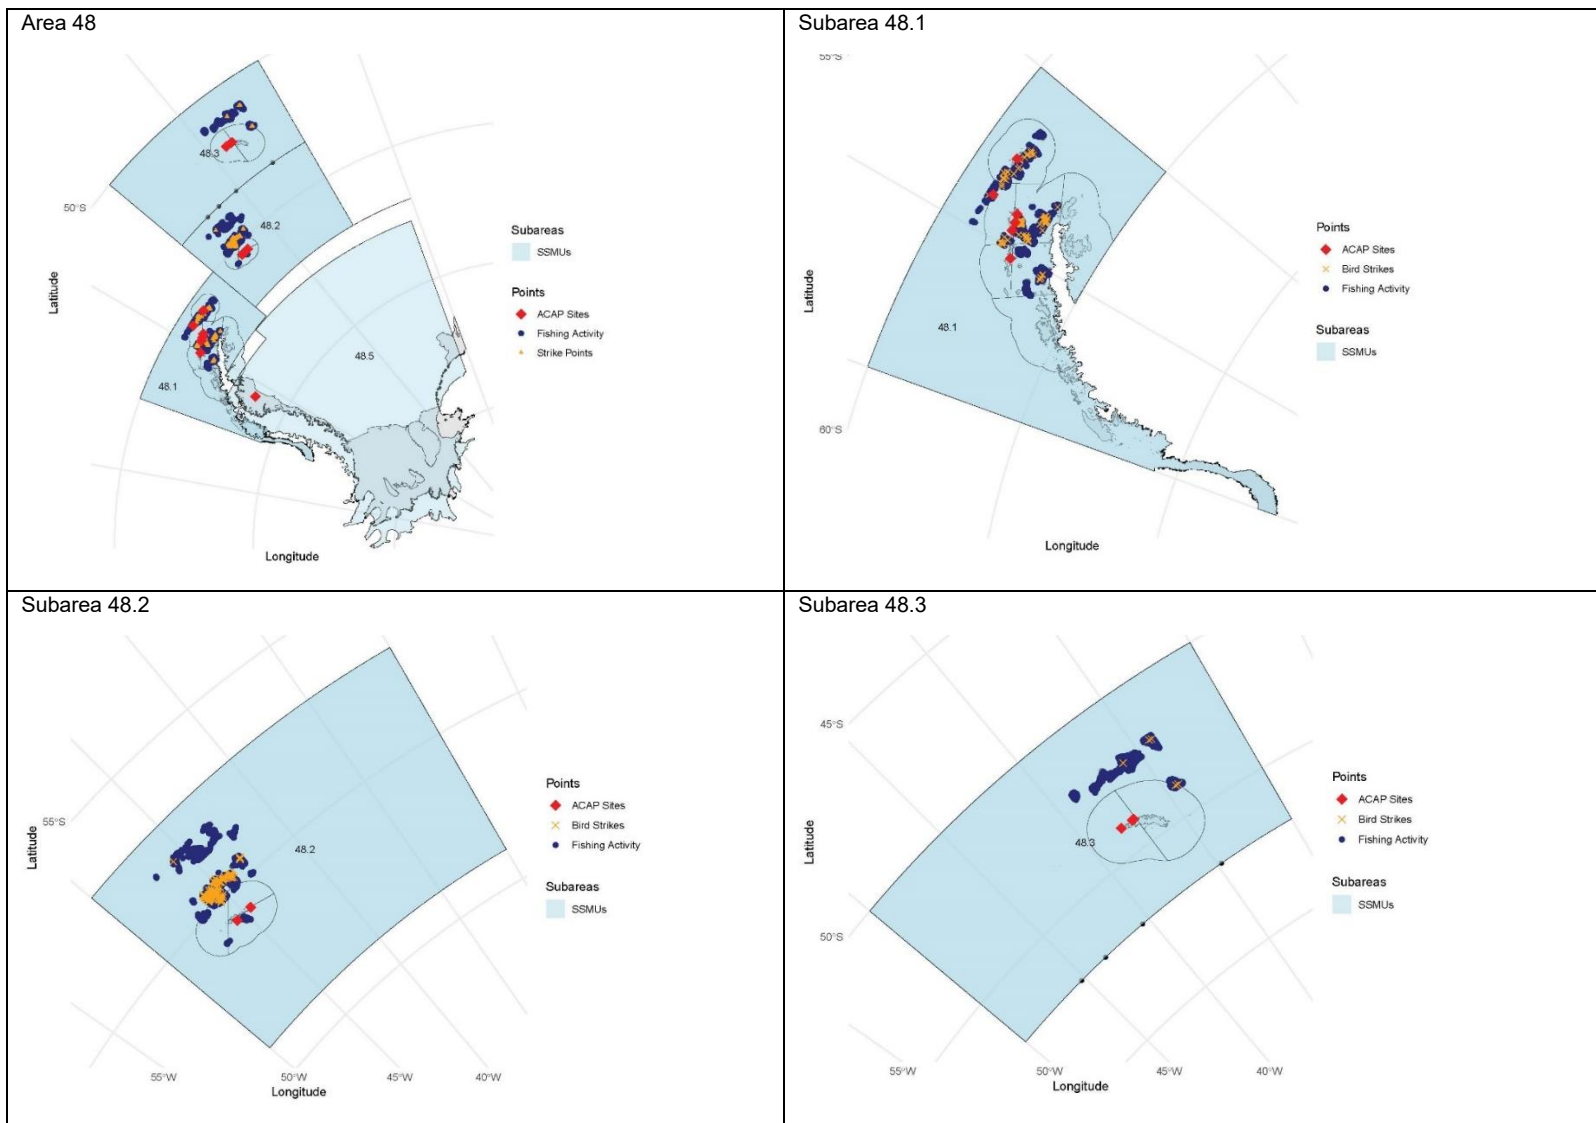 Area 48
50°S
Latitude
48.3
48.2
48.1
48.5
Longitude
Subareas
SSMUs
Points
ACAP Sites
Fishing Activity
Strike Points
Subarea 48.1
55°S
60°S
Latitude
48.1
Longitude
Points
ACAP Sites
Bird Strikes
Fishing Activity
Subareas
SSMUs
Subarea 48.2
55°S
Latitude
48.2
55°W
50°W
45°W
40°W
Longitude
Points
ACAP Sites
Bird Strikes
Fishing Activity
Subareas
SSMUs
Subarea 48.3
45°S
50°S
Latitude
48.3
55°W
50°W
45°W
40°W
Longitude
Points
ACAP Sites
Bird Strikes
Fishing Activity
Subareas
SSMUs